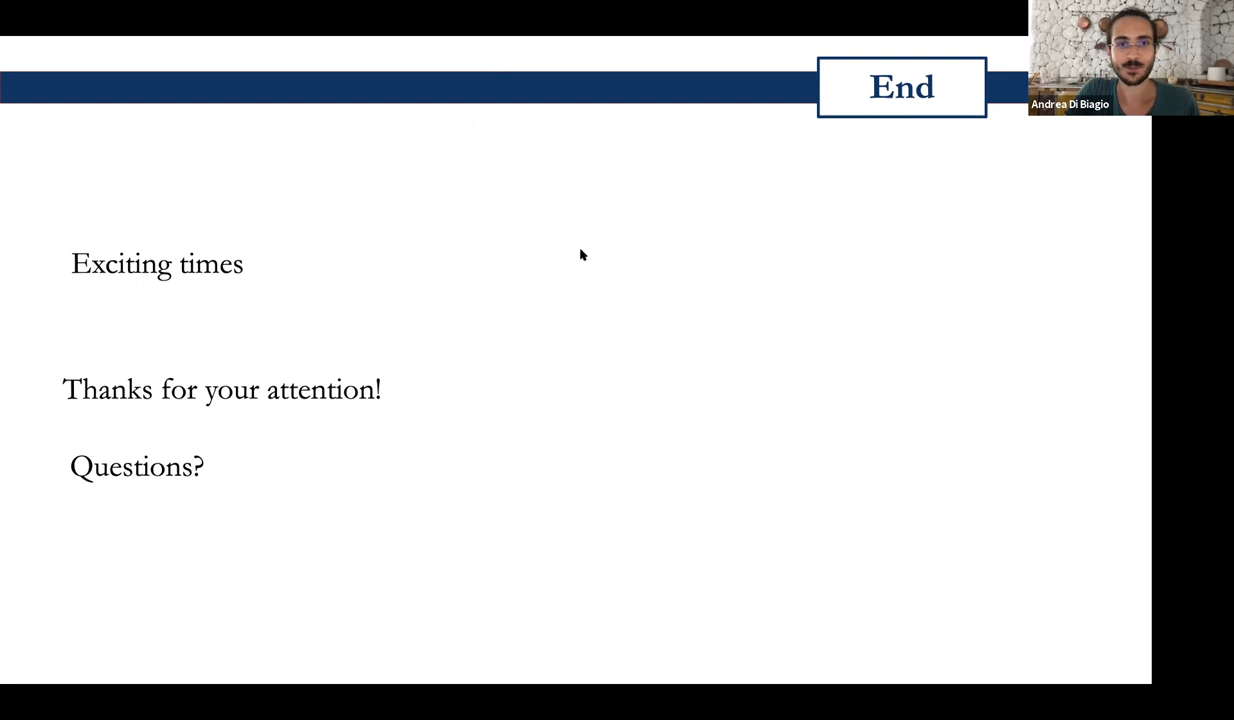 End
Andrea Di Biagio
Exciting times
Thanks for your attention!
Questions?